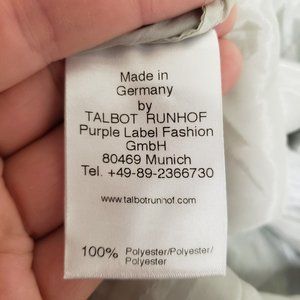 Made in
Germany
by
TALBOT RUNHOF
Purple Label Fashion
GmbH
80469 Munich
Tel. +49-89-2366730
www.talbotrunhof.com
100% Polyester/Polyester/
Polyester